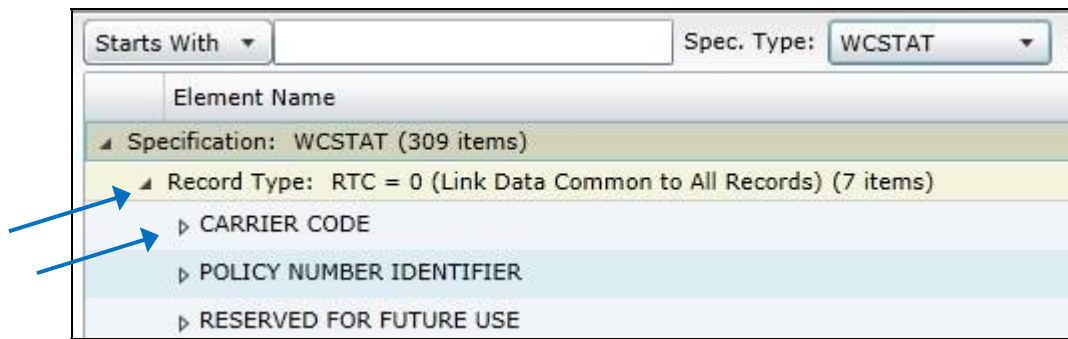 Starts With Spec. Type: WCSTAT
Element Name
Specification: WCSTAT (309 items)
Record Type: RTC = 0 (Link Data Common to All Records) (7 items)
CARRIER CODE
POLICY NUMBER IDENTIFIER
RESERVED FOR FUTURE USE